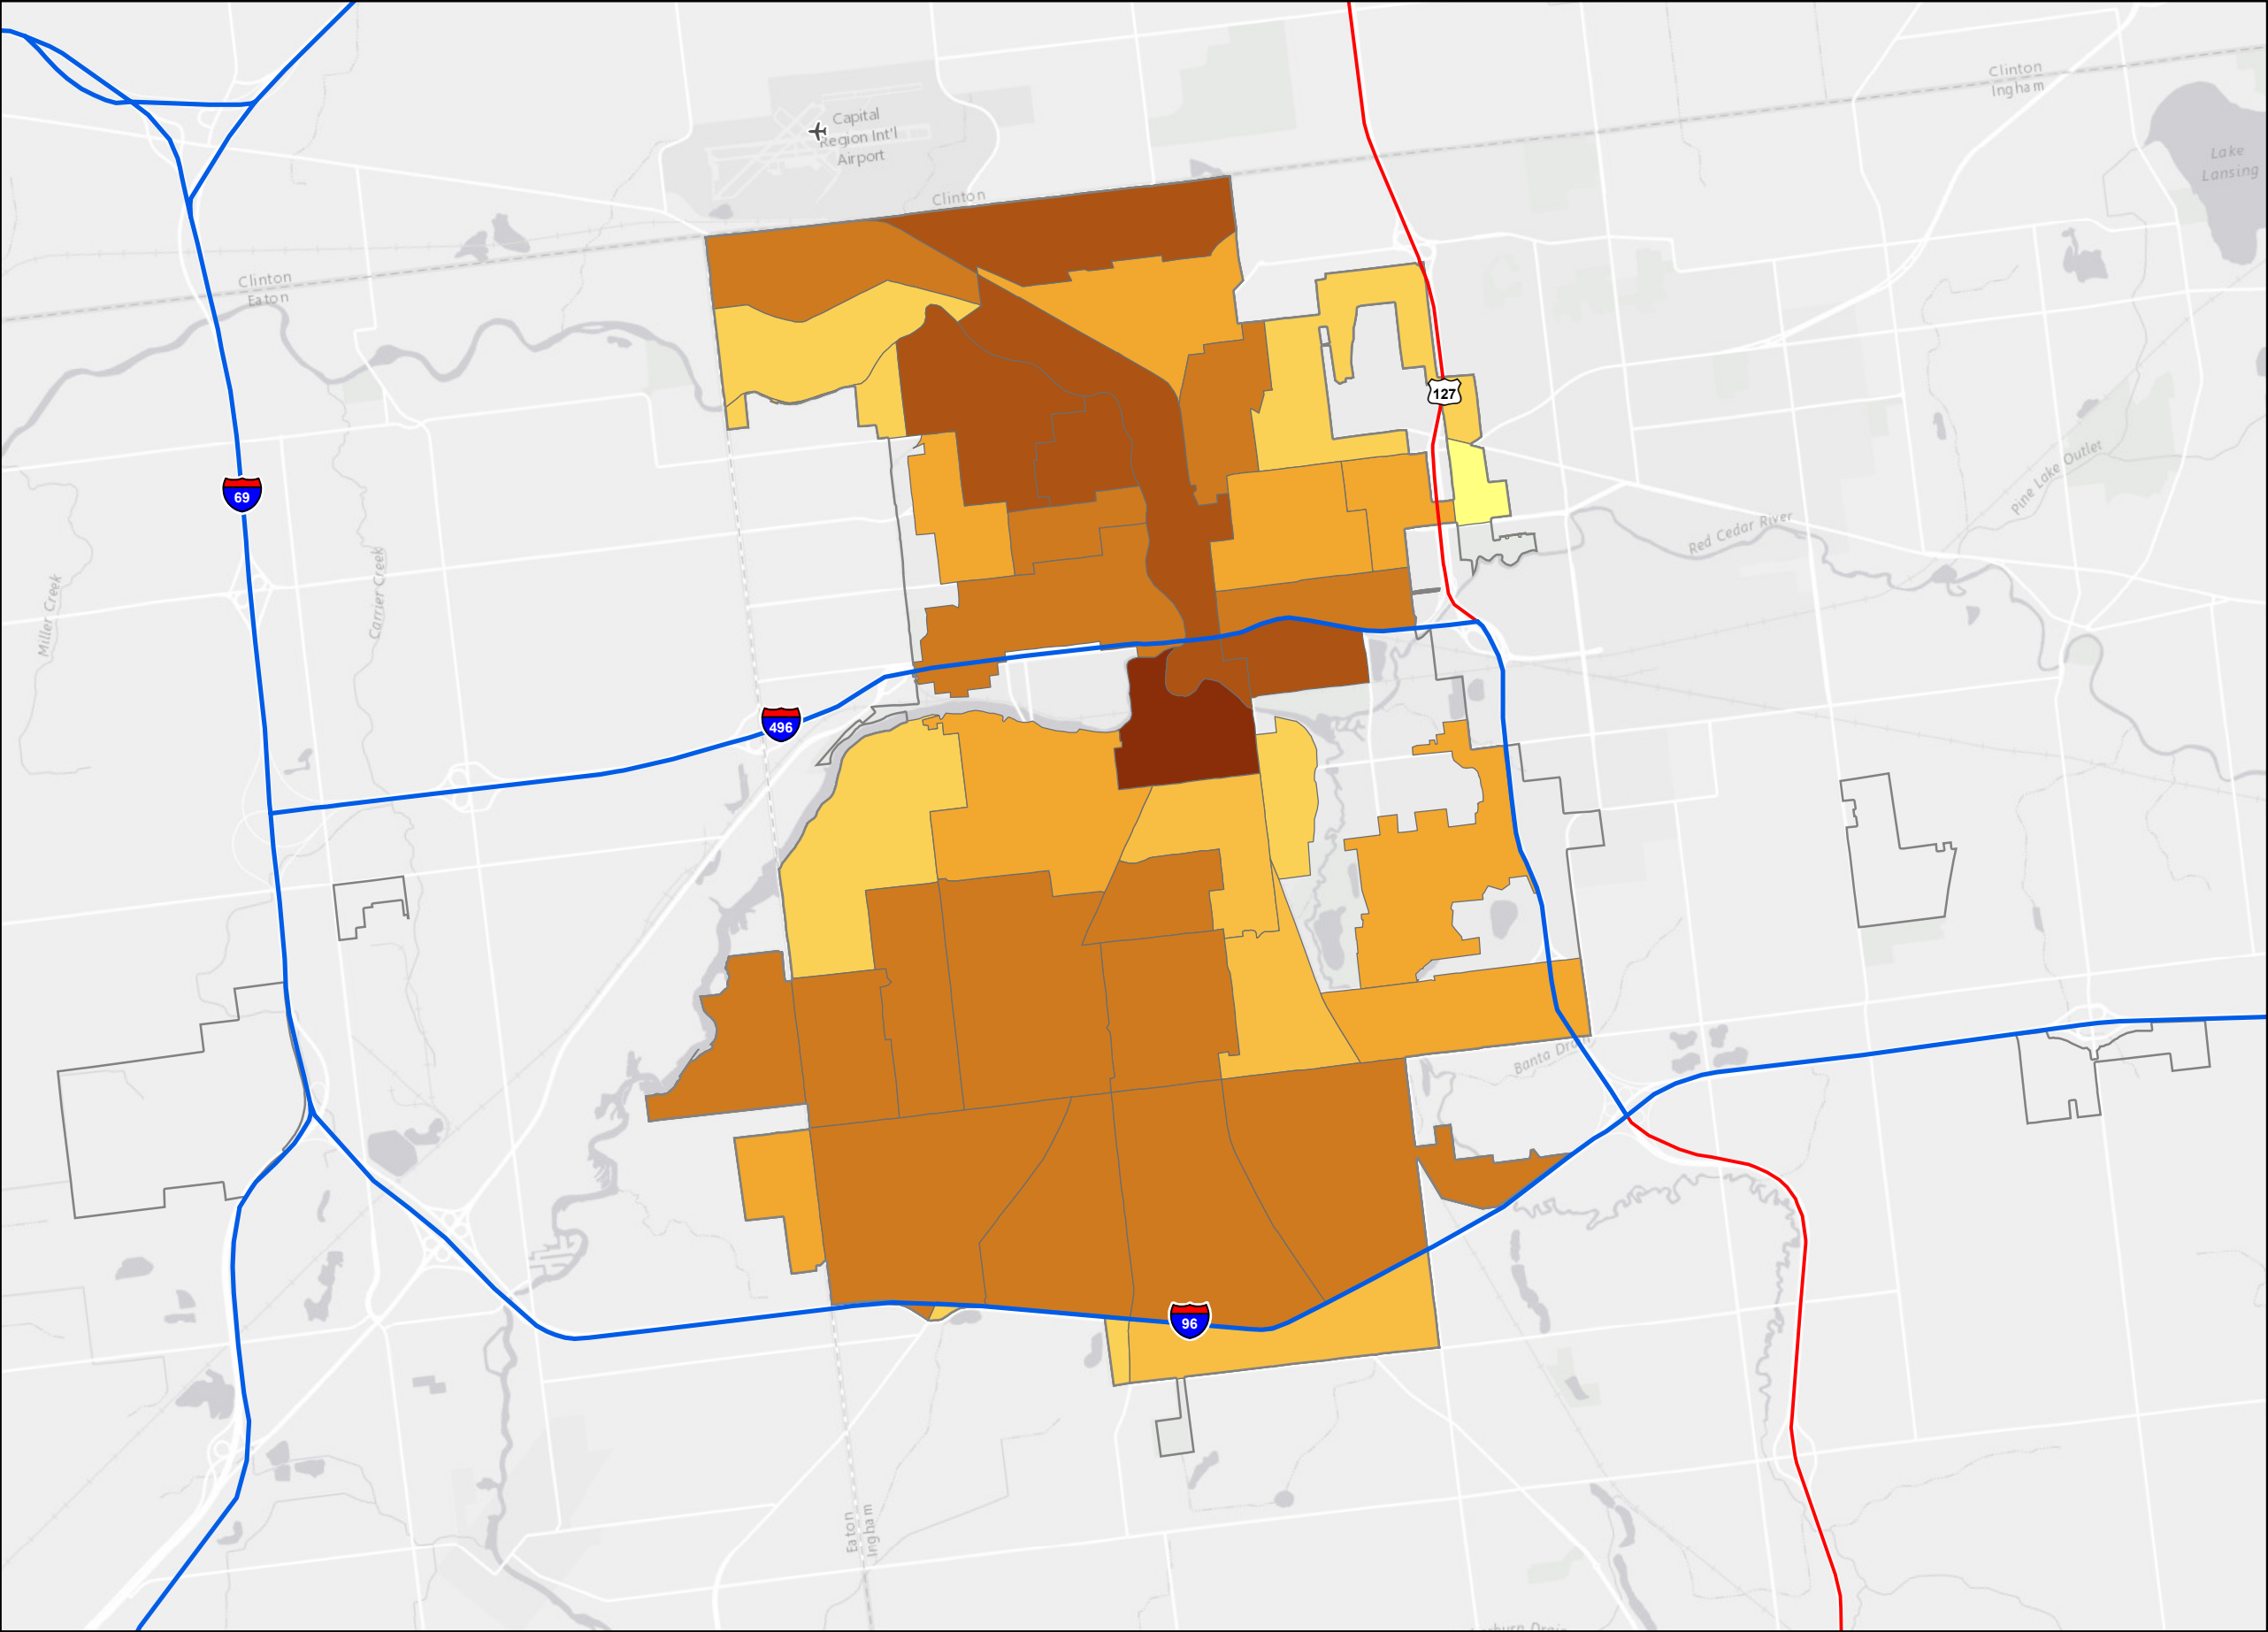 Clinton
Ingham
Capital
Region Int'l
Airport
Lake
Lansing
Clinton
Clinton
Eaton
127
Pine Lake Outlet
69
Red Cedar River
Carrier Creek
Miller Creek
496
Banta Drain
96
Eaton
Ingham